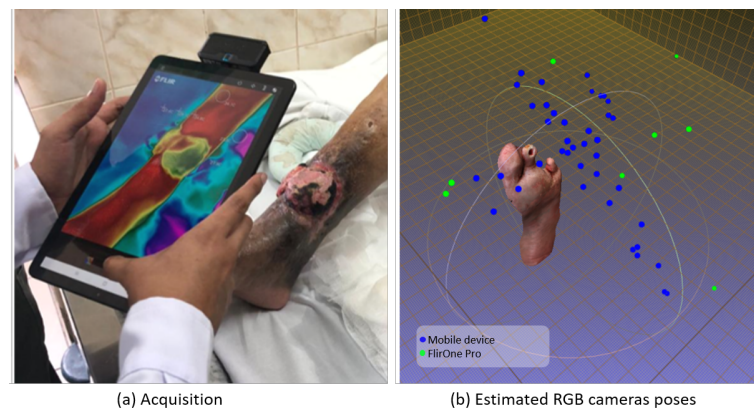 FLIR
Mobile device
FlirOne Pro
(a) Acquisition
(b) Estimated RGB cameras poses